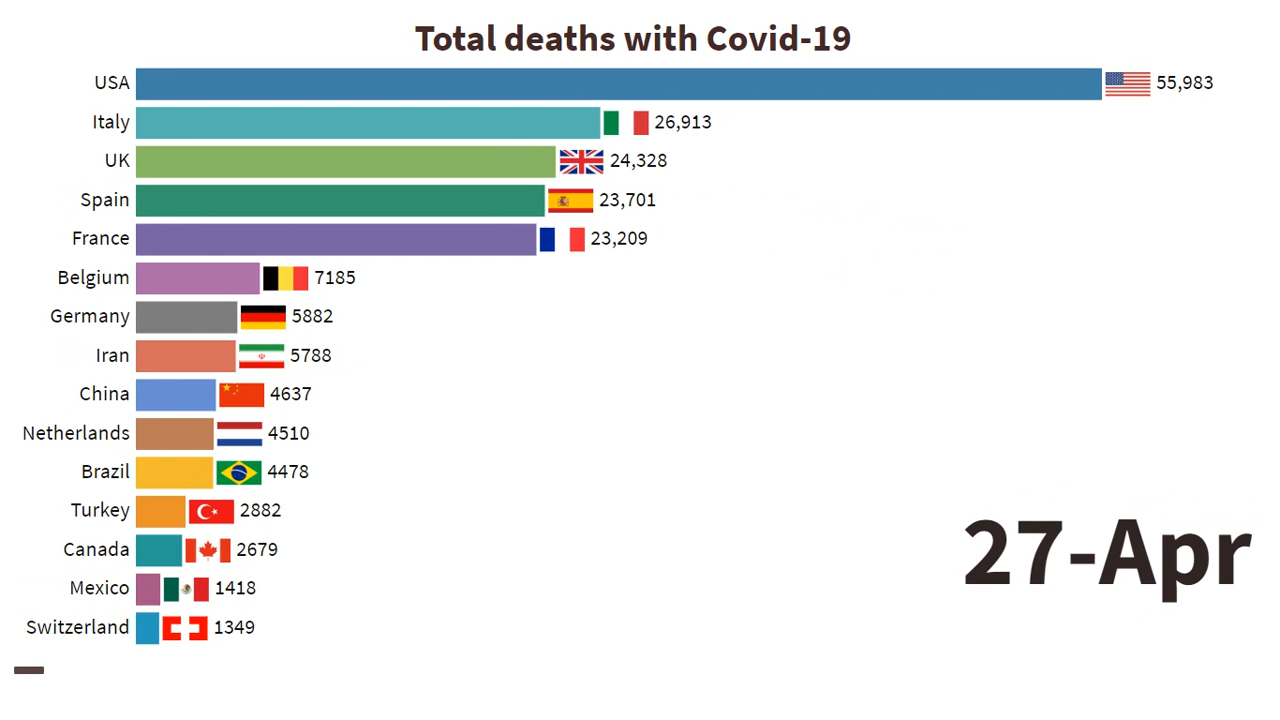 Total deaths with Covid-19
USA 55,983
Italy 26,913
UK 24,328
Spain 23,701
France 23,209
Belgium 7185
Germany 5882
Iran 5788
China 4637
Netherlands 4510
Brazil 4478
Turkey 2882
Canada 2679
Mexico 1418
Switzerland 1349
27-Apr